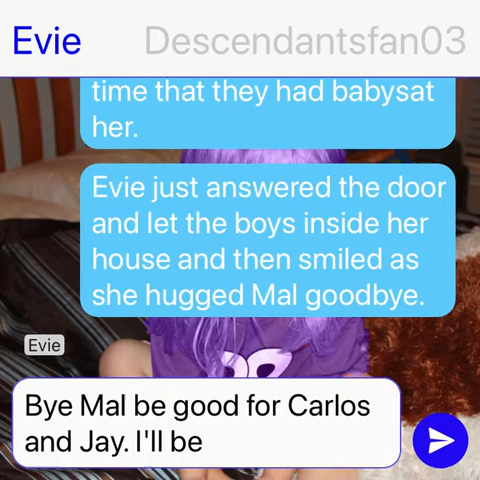 Evie
Descendantsfan03
time that they had babysat
her.
Evie just answered the door
and let the boys inside her
house and then smiled as
she hugged Mal goodbye.
Evie
Bye Mal be good for Carlos
and Jay. I'll be